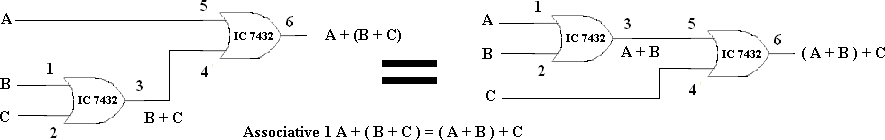 A
5
IC 7432
6
A + (B + C)
4
B
1
IC 7432
3
B + C
C
2
A
1
IC 7432
3
A + B
B
2
5
IC 7432
6
( A + B ) + C
4
C
Associative 1 A + ( B + C ) = ( A + B ) + C